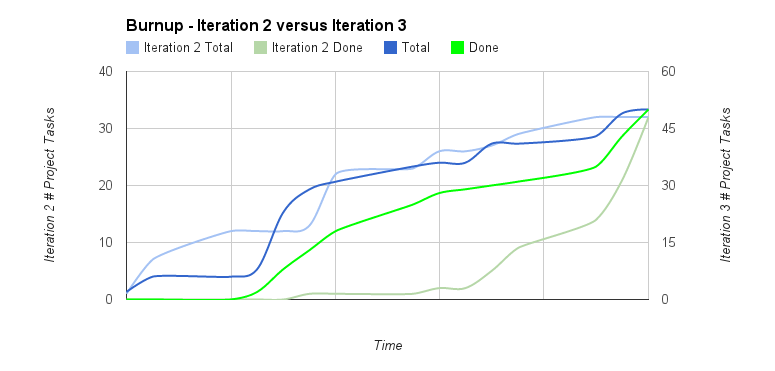 Burnup - Iteration 2 versus Iteration 3
Iteration 2 Total Iteration 2 Done Total Done
40 60
30 45
20 30
10 15
0 0
Iteration 2 # Project Tasks
Iteration 3 # Project Tasks
Time